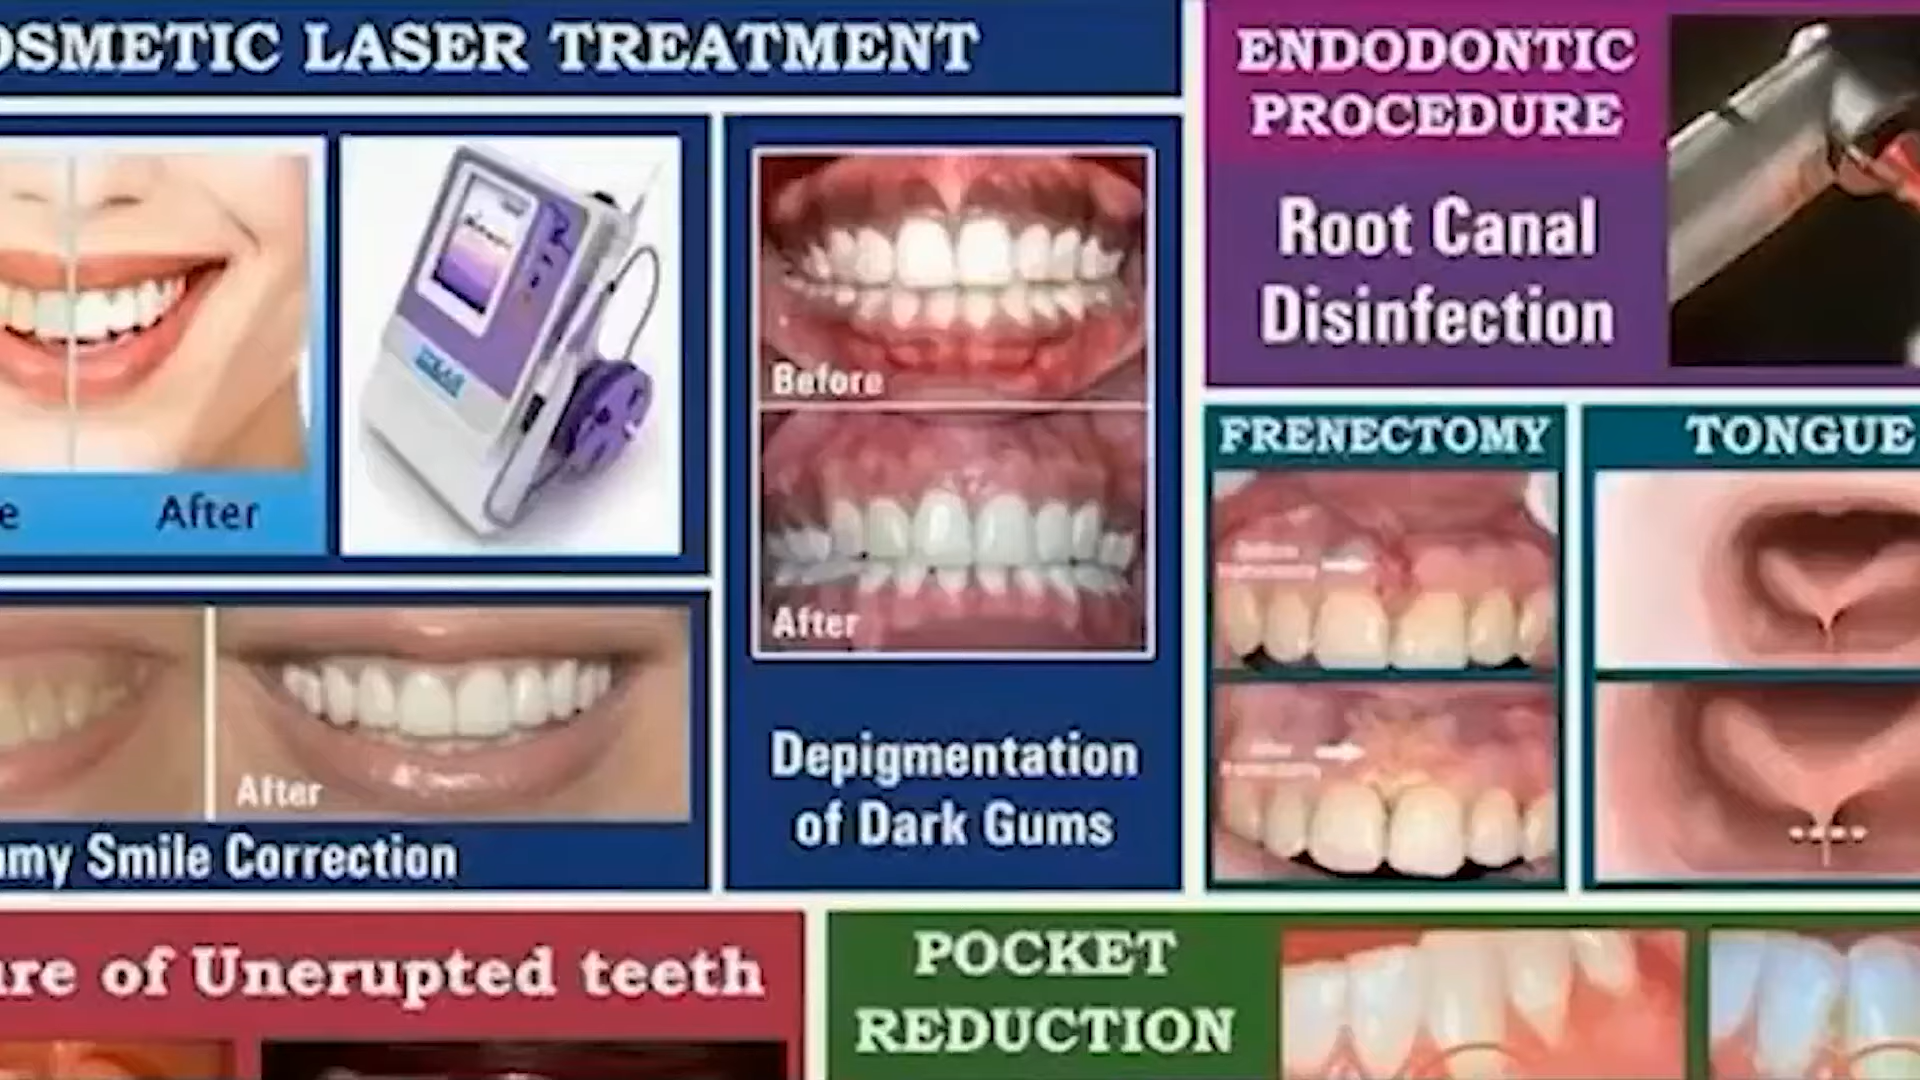 OSMETIC LASER TREATMENT
e After
After
my Smile Correction
Before
After
Depigmentation
of Dark Gums
ENDODONTIC
PROCEDURE
Root Canal
Disinfection
FRENECTOMY
TONGUE
ure of Unerupted teeth
POCKET
REDUCTION